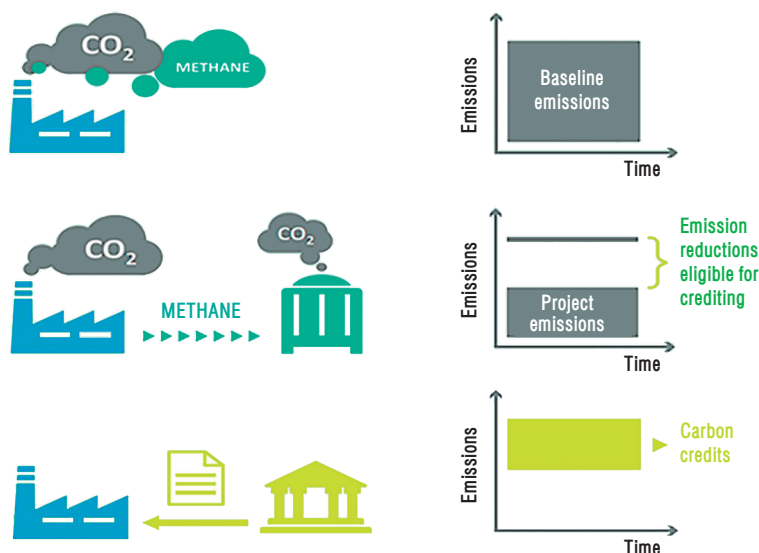 CO₂
METHANE
Emissions
Baseline
emissions
Time
CO₂
METHANE
CO₂
Emissions
Project
emissions
Time
Emission
reductions
eligible for
crediting
Emissions
Carbon
credits
Time